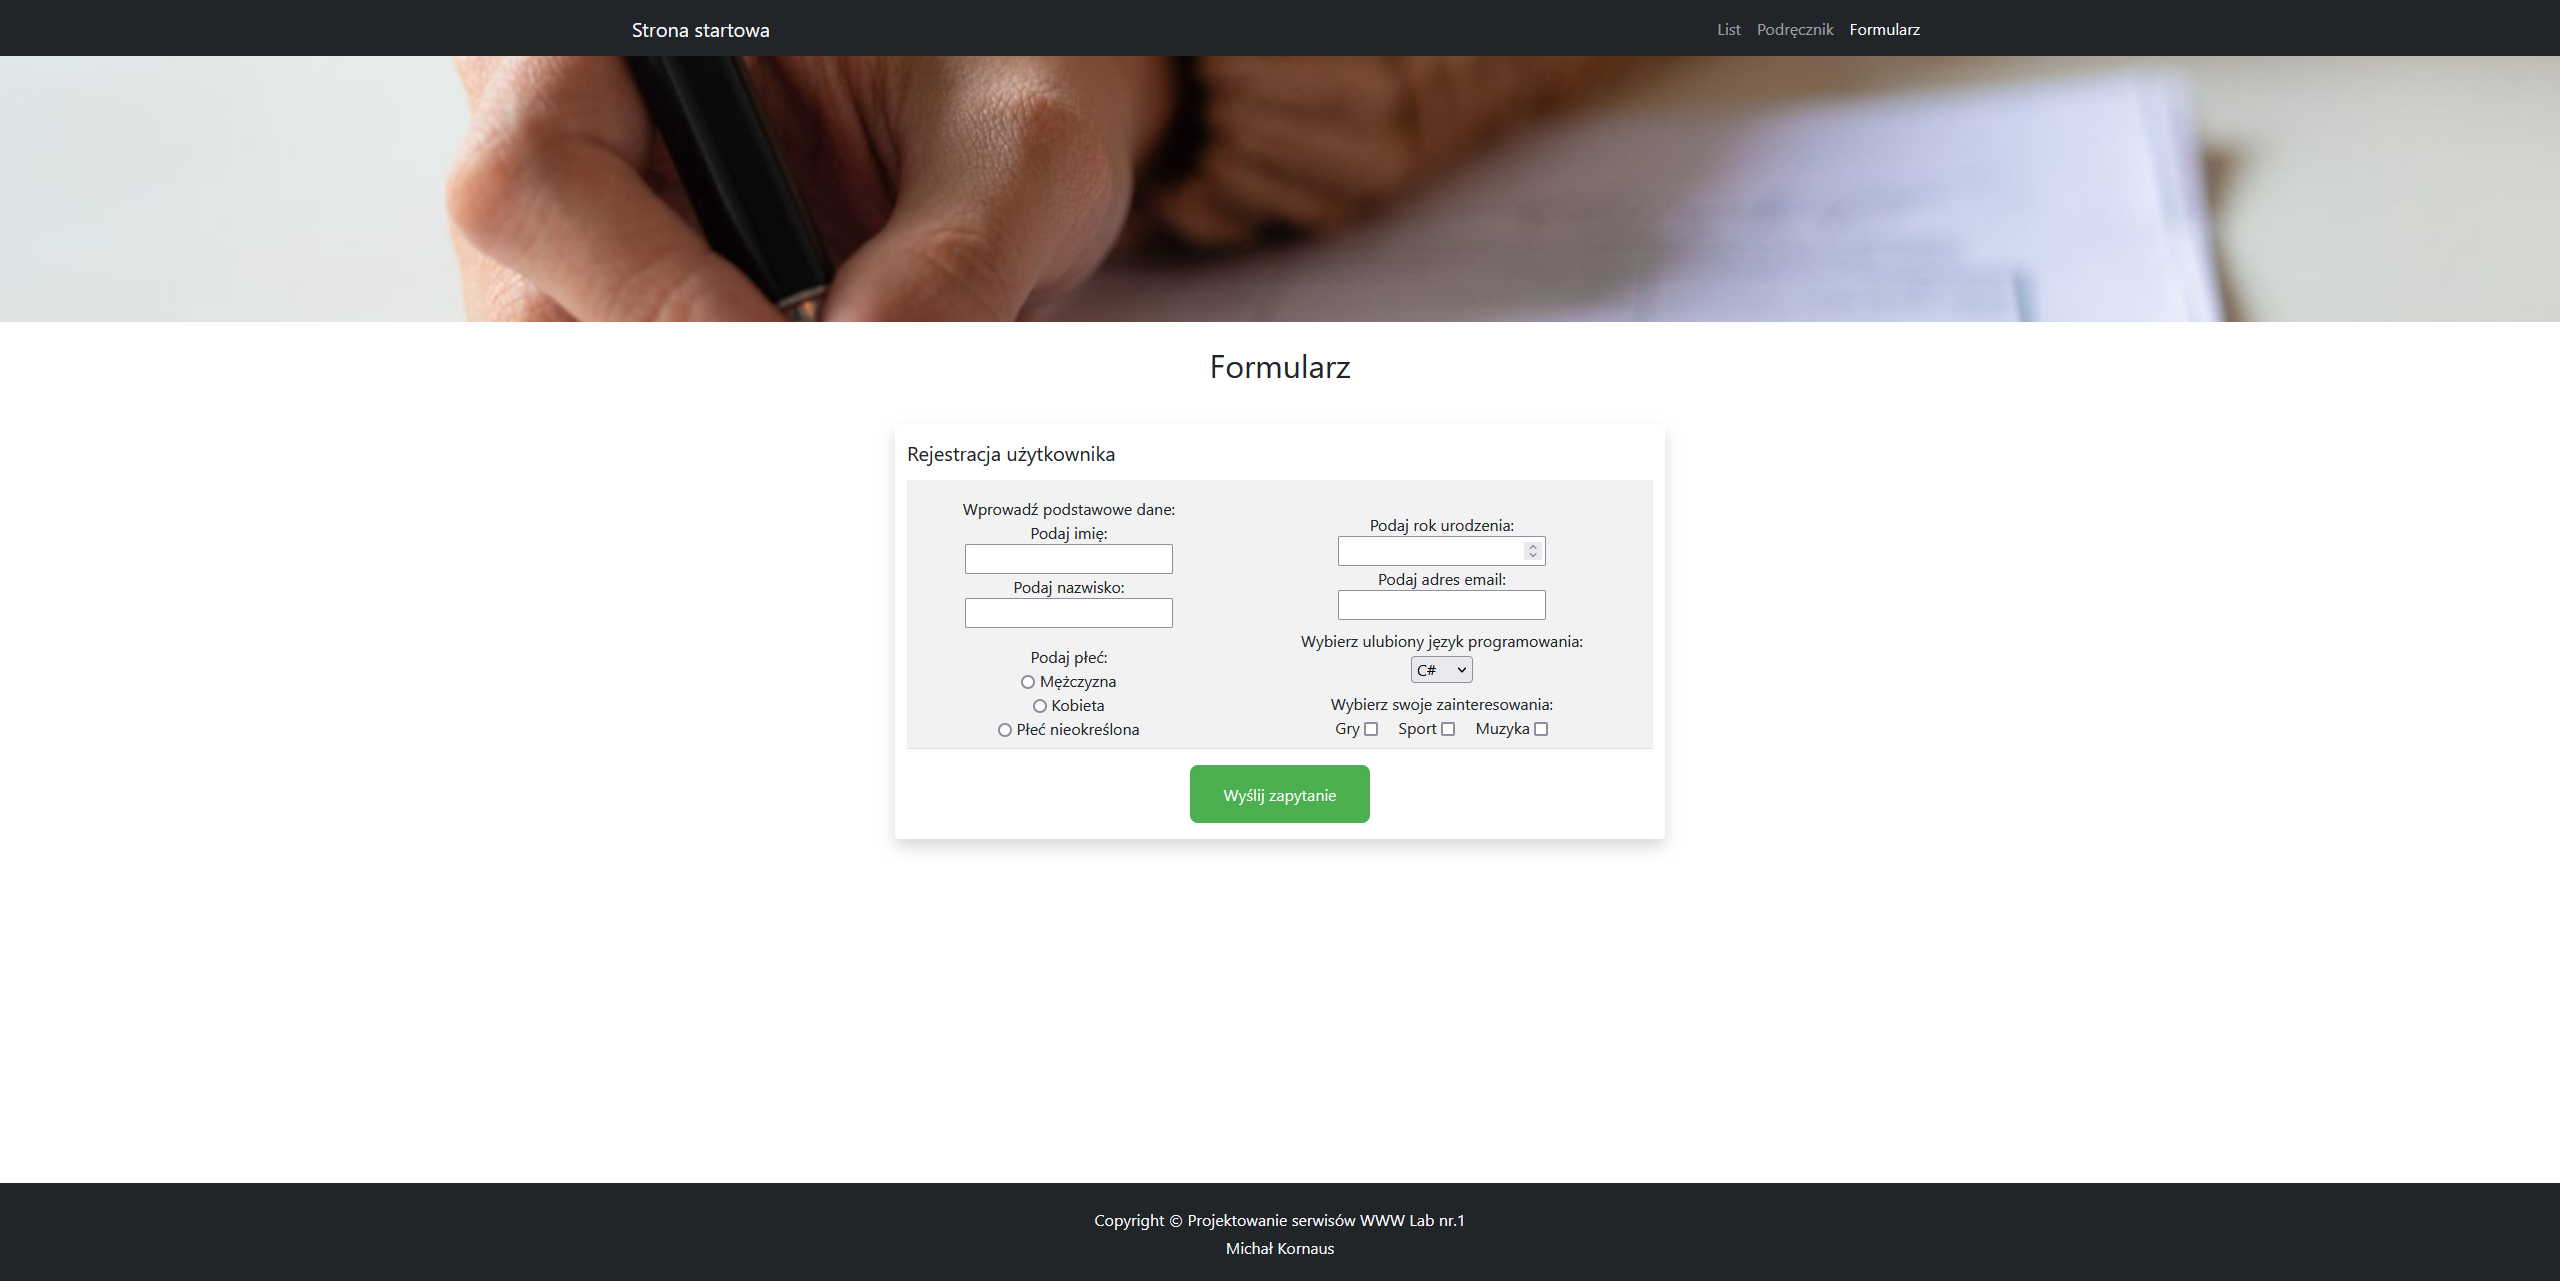 Strona startowa
List Podręcznik Formularz
Formularz
Rejestracja użytkownika
Wprowadź podstawowe dane:
Podaj imię:
Podaj nazwisko:
Podaj płeć:
Mężczyzna
Kobieta
Płeć nieokreślona
Podaj rok urodzenia:
Podaj adres email:
Wybierz ulubiony język programowania:
C#
Wybierz swoje zainteresowania:
Gry Sport Muzyka
Wyślij zapytanie
Copyright © Projektowanie serwisów WWW Lab nr.1
Michał Kornaus